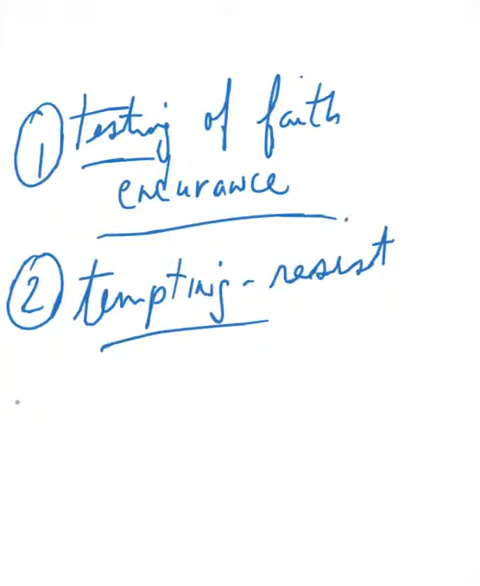 ① testing of faith
endurance
② tempting - resist